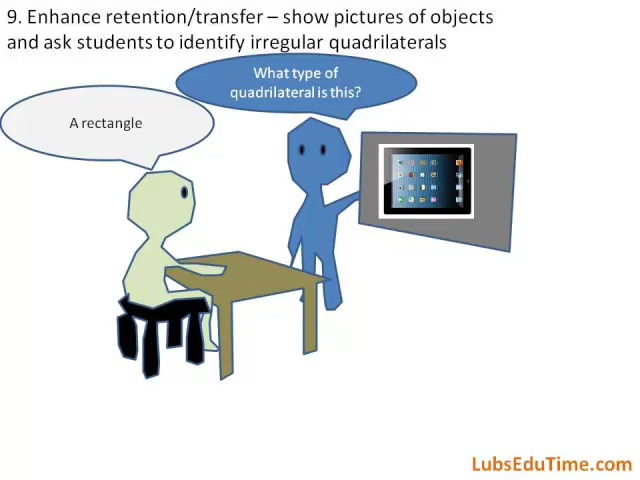 9. Enhance retention/transfer – show pictures of objects
and ask students to identify irregular quadrilaterals
What type of
quadrilateral is this?
A rectangle
LubsEduTime.com